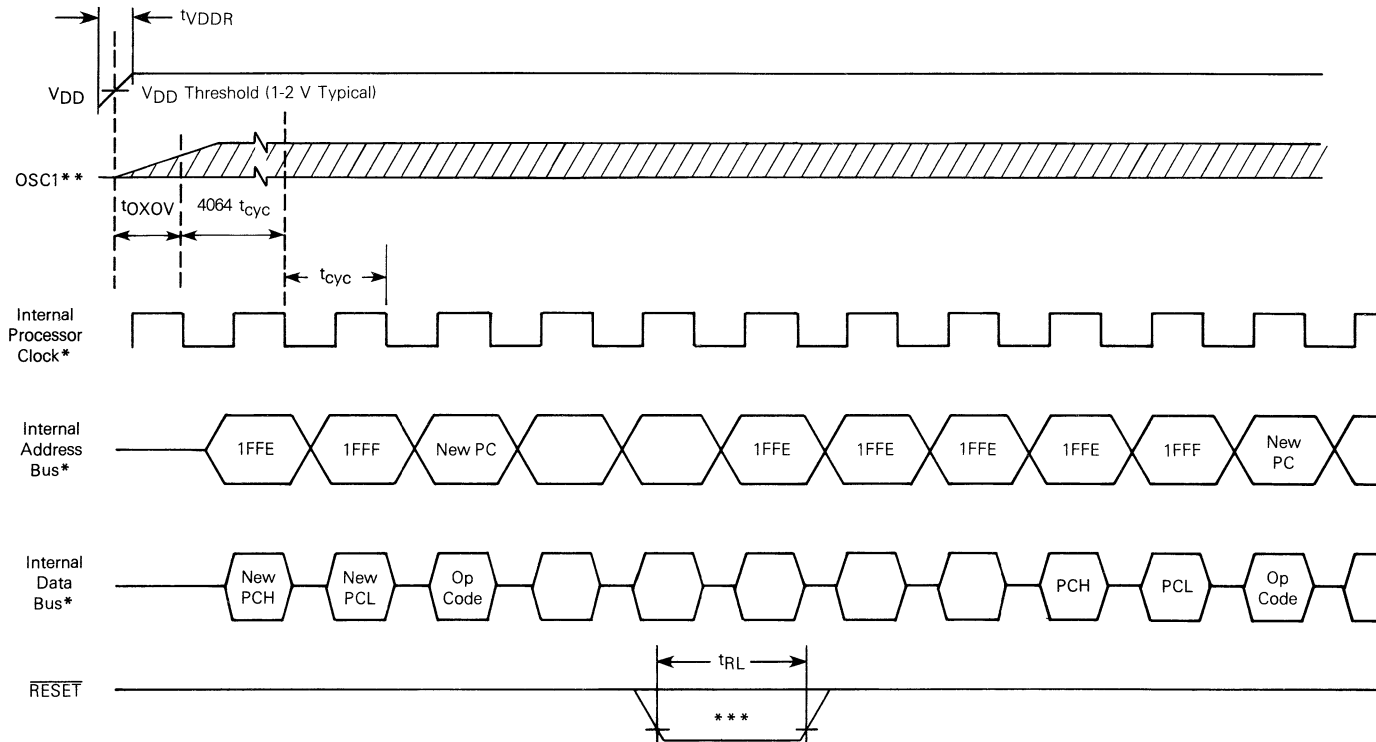 tVDDR
VDD
VDD Threshold (1-2 V Typical)
OSC1**
tOXOV
4064 tcyc
tcyc
Internal
Processor
Clock*
Internal
Address
Bus*
1FFE
1FFF
New PC
1FFE
1FFE
1FFE
1FFE
1FFF
New
PC
Internal
Data
Bus*
New
PCH
New
PCL
Op
Code
PCH
PCL
Op
Code
tRL
RESET
***